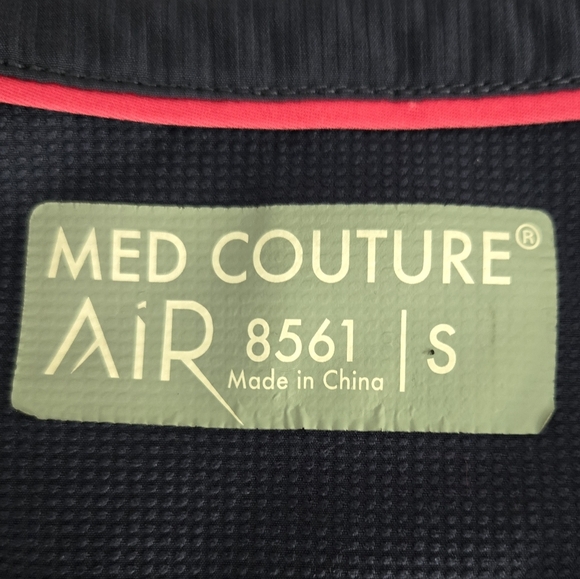 MED COUTURE®
AiR 8561 | S
Made in China